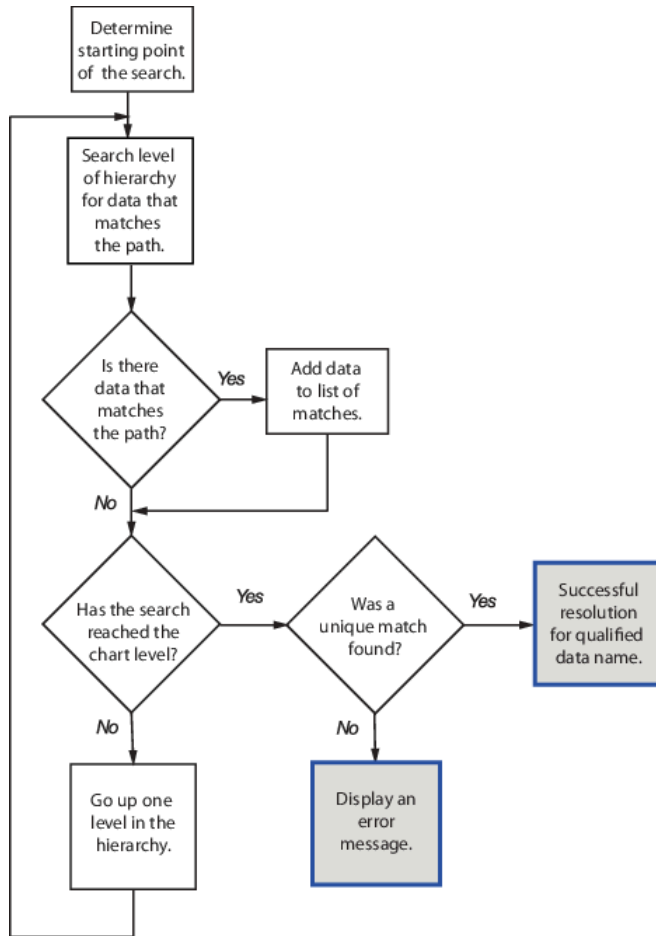 Determine
starting point
of the search.
Search level
of hierarchy
for data that
matches
the path.
Is there
data that
matches
the path?
Yes
Add data
to list of
matches.
No
Has the search
reached the
chart level?
Yes
Was a
unique match
found?
Yes
Successful
resolution
for qualified
data name.
No
Go up one
level in the
hierarchy.
No
Display an
error
message.